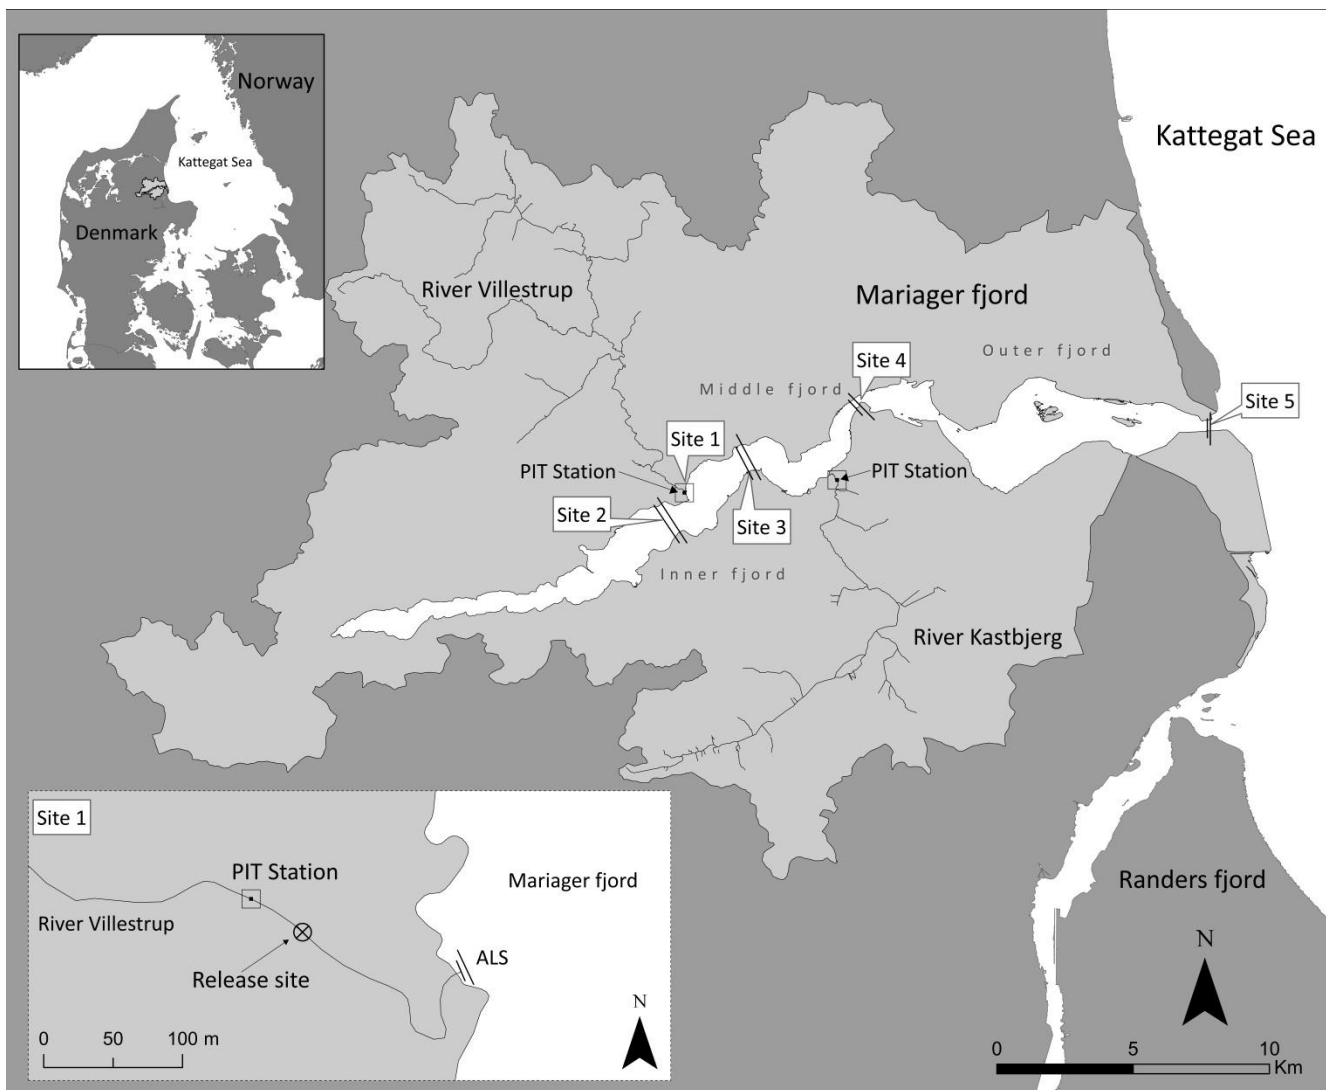 Norway
Kattegat Sea
Denmark
Kattegat Sea
River Villestrup
Mariager fjord
Outer fjord
Site 4
Middle fjord
Site 5
Site 1
PIT Station
PIT Station
Site 2
Site 3
Inner fjord
River Kastbjerg
Site 1
PIT Station
Mariager fjord
River Villestrup
ALS
Release site
N
0 50 100 m
Randers fjord
N
0 5 10
Km